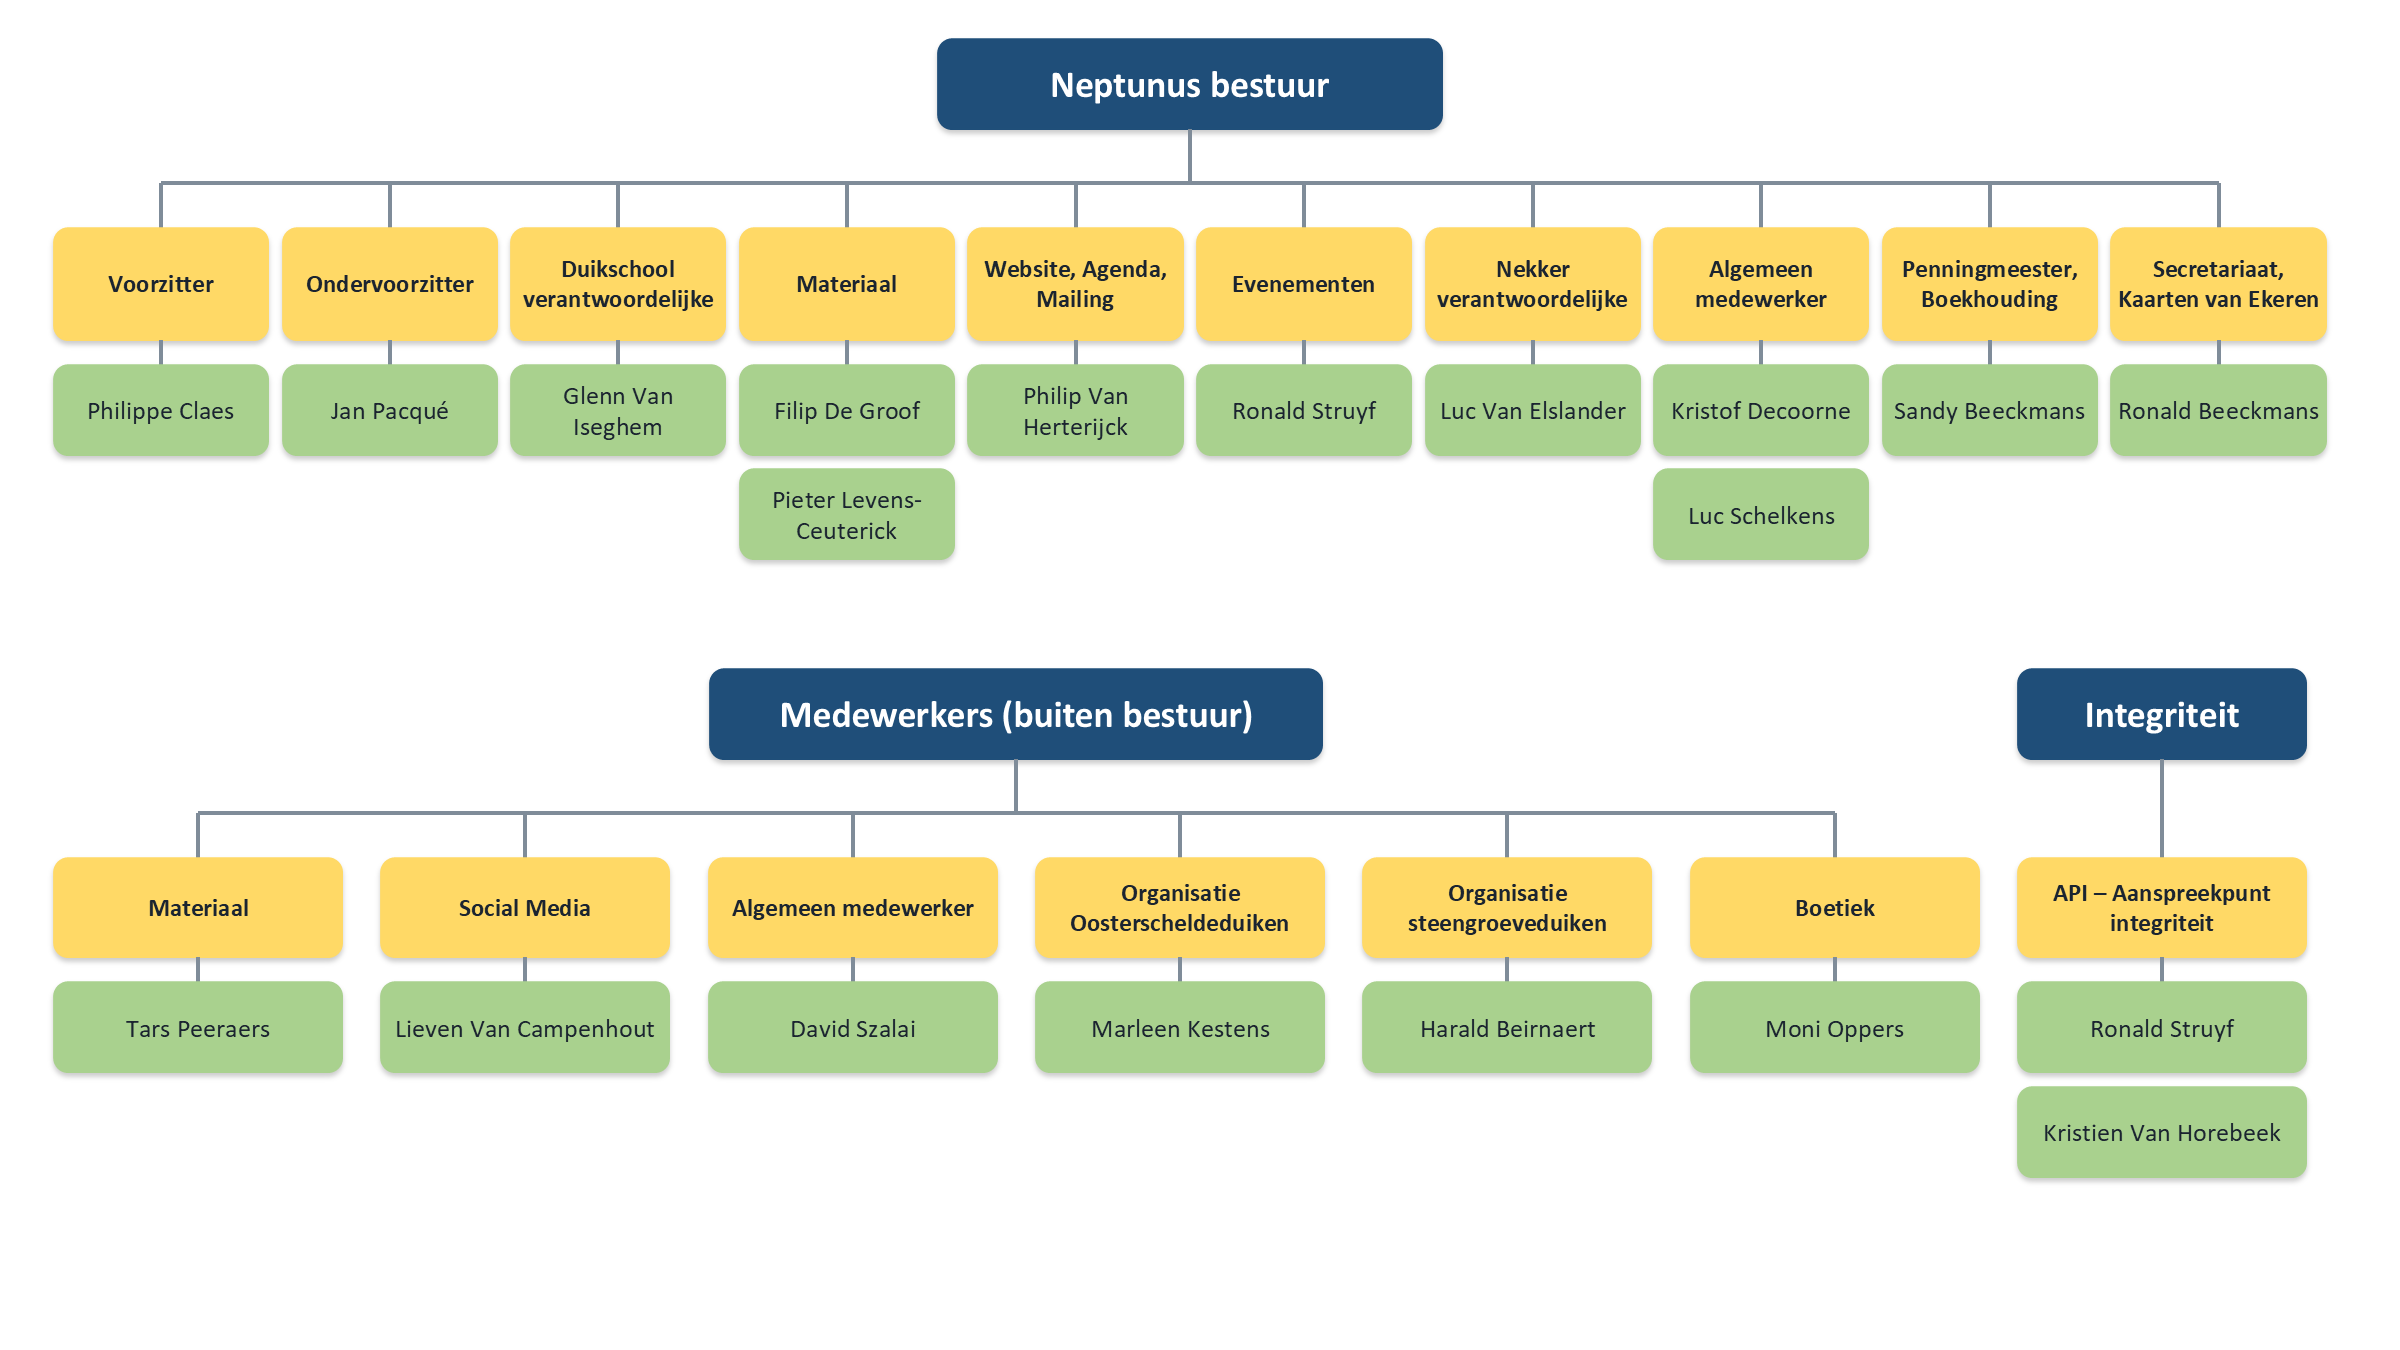 Neptunus bestuur
Voorzitter
Ondervoorzitter
Duikschool
verantwoordelijke
Materiaal
Website, Agenda,
Mailing
Evenementen
Nekker
verantwoordelijke
Algemeen
medewerker
Penningmeester,
Boekhouding
Secretariaat,
Kaarten van Ekeren
Philippe Claes
Jan Pacqué
Glenn Van
Iseghem
Filip De Groof
Philip Van
Herterijck
Ronald Struyf
Luc Van Elslander
Kristof Decoorne
Sandy Beeckmans
Ronald Beeckmans
Pieter Levens-
Ceuterick
Luc Schelkens
Medewerkers (buiten bestuur)
Integriteit
Materiaal
Social Media
Algemeen medewerker
Organisatie
Oosterscheldeduiken
Organisatie
steengroeveduiken
Boetiek
API – Aanspreekpunt
integriteit
Tars Peeraers
Lieven Van Campenhout
David Szalai
Marleen Kestens
Harald Beirnaert
Moni Oppers
Ronald Struyf
Kristien Van Horebeek